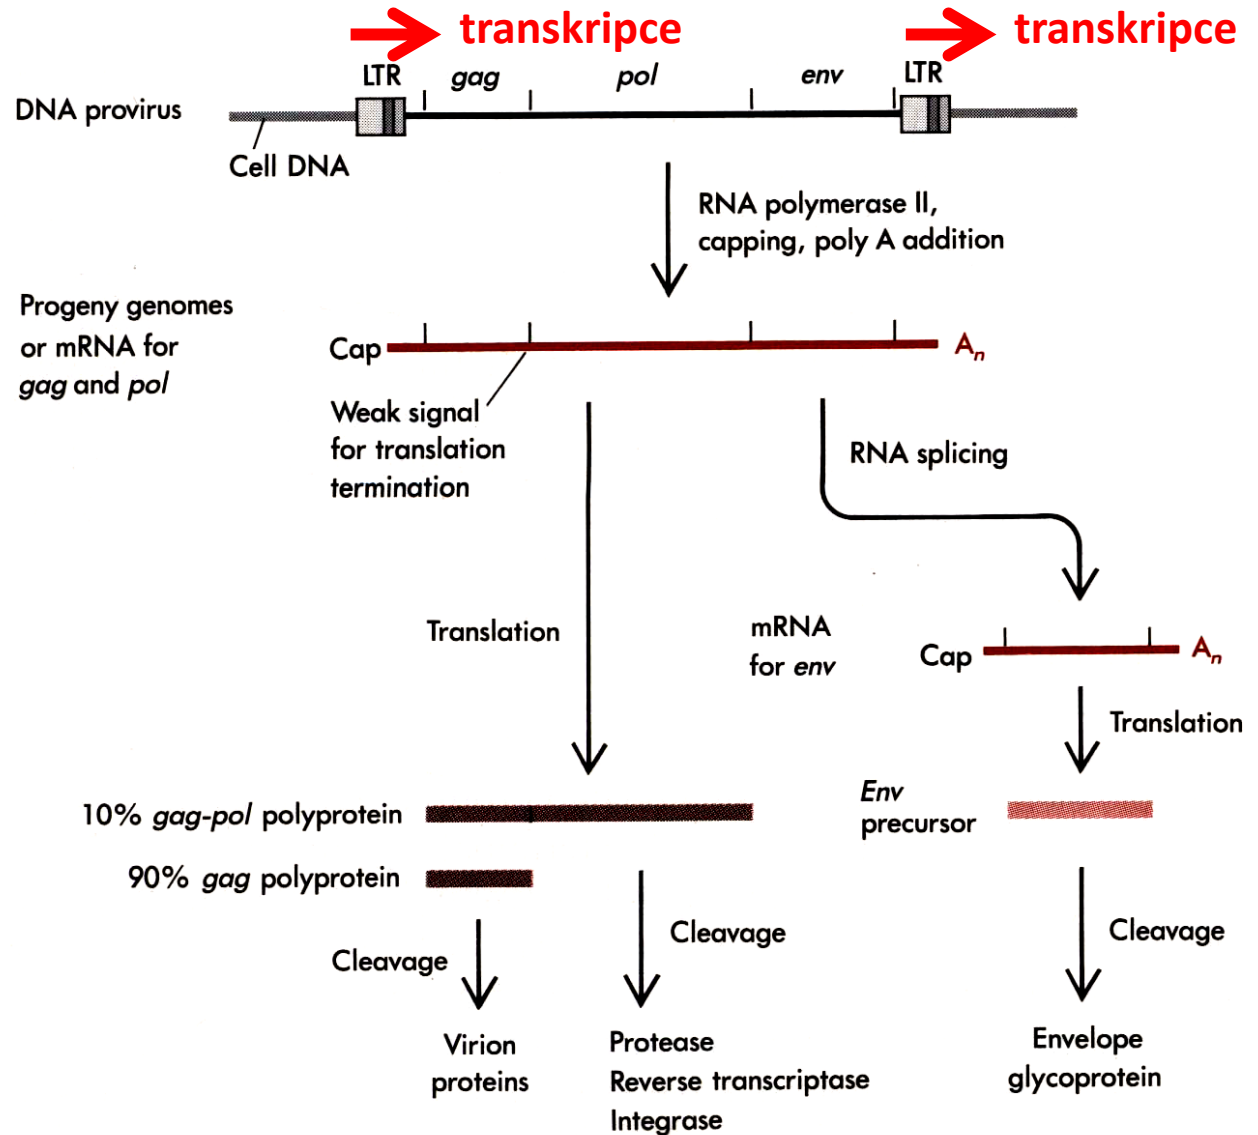 transkripce
transkripce
LTR
gag
pol
env
LTR
DNA provirus
Cell DNA
RNA polymerase II,
capping, poly A addition
Progeny genomes
or mRNA for
gag and pol
Cap
An
Weak signal
for translation
termination
RNA splicing
Translation
mRNA
for env
Cap
An
Translation
10% gag-pol polyprotein
Env
precursor
90% gag polyprotein
Cleavage
Cleavage
Cleavage
Virion
proteins
Protease
Reverse transcriptase
Integrase
Envelope
glycoprotein